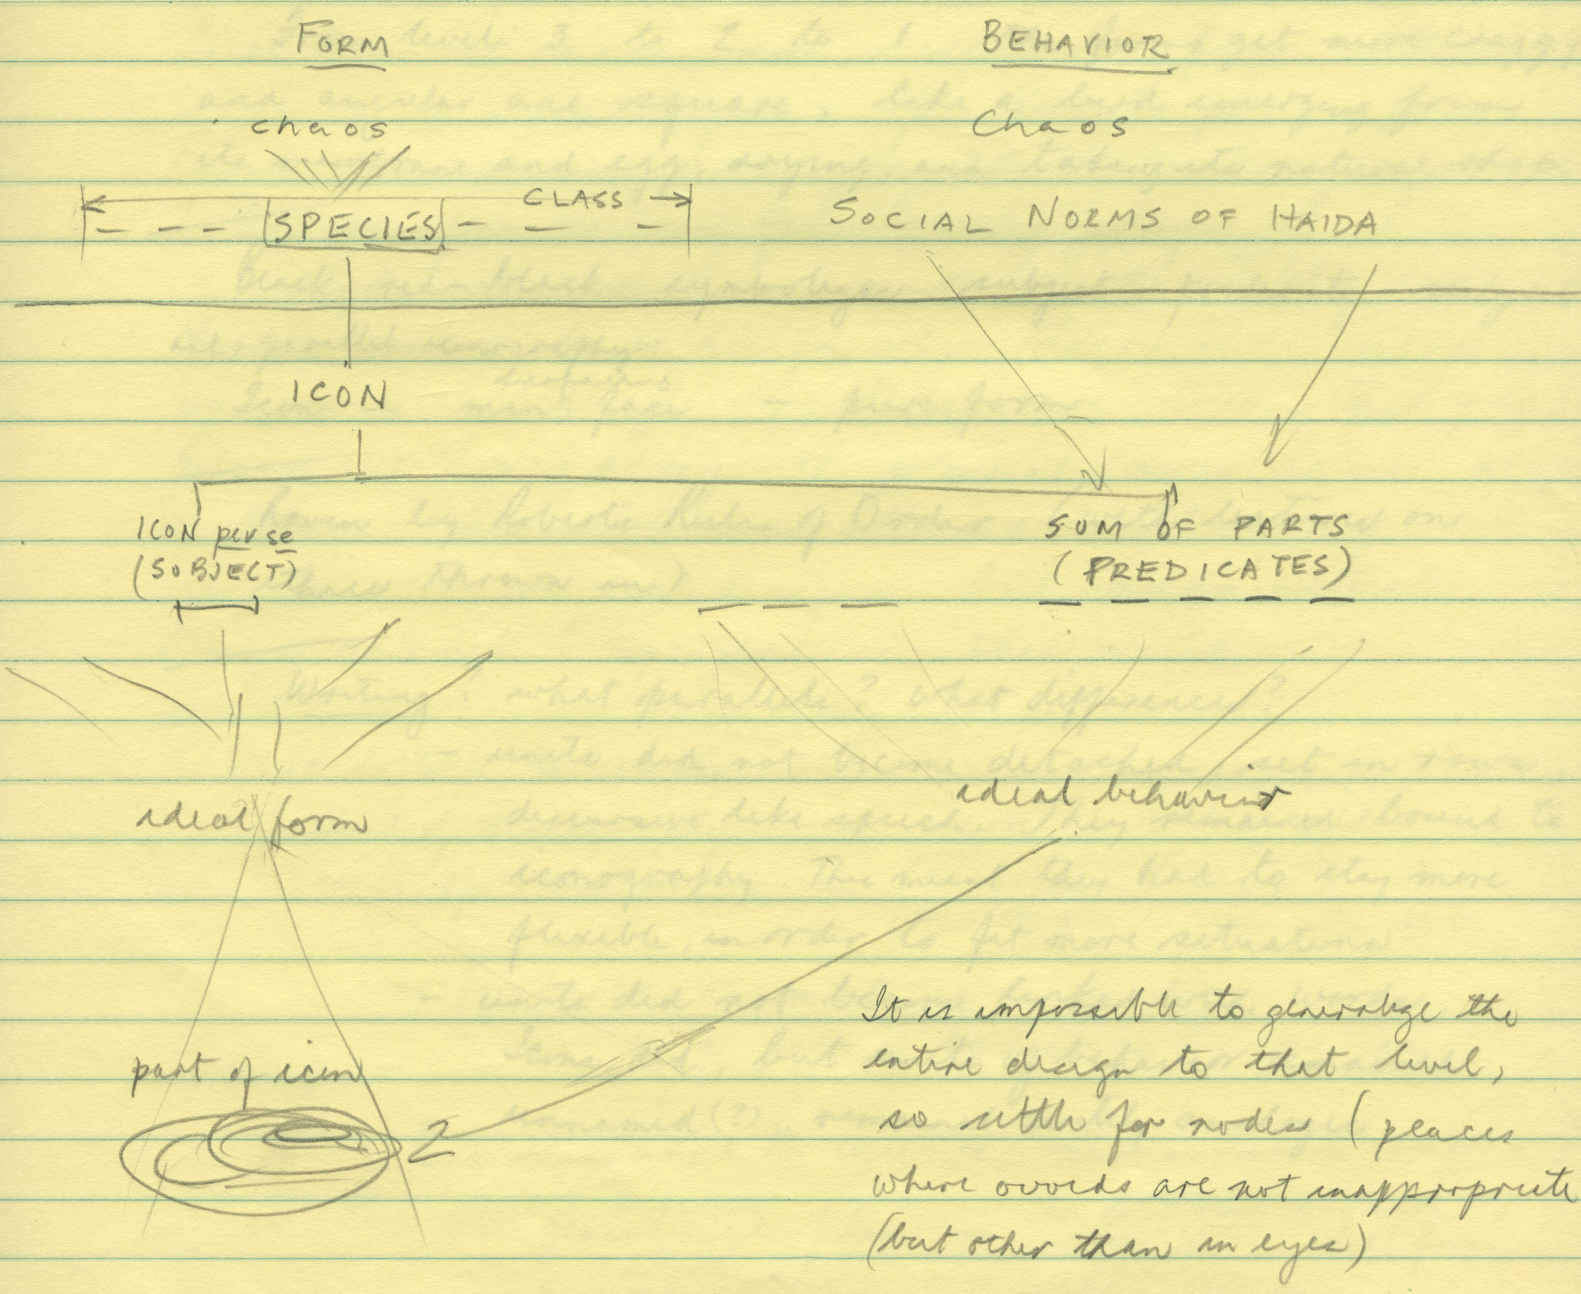 FORM
BEHAVIOR
chaos
Chaos
CLASS
SPECIES
SOCIAL NORMS OF HAIDA
ICON
ICON per se
(SUBJECT)
SUM OF PARTS
(PREDICATES)
ideal form
ideal behavior
part of icon
It is impossible to generalize the
entire design to that level,
so settle for nodes (places
where ovoids are not inappropriate
(but other than in eyes)